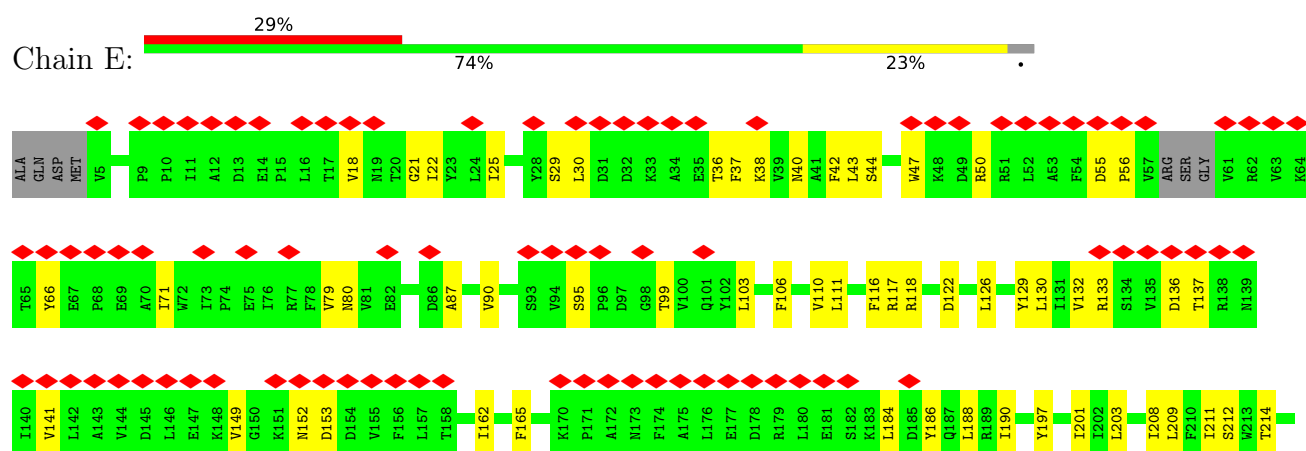 29%
Chain E:
74% 23% •
ALA GLN ASP MET V5 P9 P10 I11 A12 D13 E14 P15 L16 T17 V18 N19 T20 G21 I22 Y23 L24 I25 Y28 S29 L30 D31 D32 K33 A34 E35 T36 F37 K38 V39 N40 A41 F42 L43 S44 W47 K48 D49 R50 R51 L52 A53 F54 D55 P56 V57 ARG SER GLY V61 R62 V63 K64
T65 Y66 E67 P68 E69 A70 I71 W72 I73 P74 E75 I76 R77 F78 V79 N80 V81 E82 D86 A87 V90 S93 V94 S95 P96 D97 G98 T99 V100 Q101 Y102 L103 F106 V110 L111 F116 R117 R118 D122 L126 Y129 L130 I131 V132 R133 S134 V135 D136 T137 R138 N139
I140 V141 L142 A143 V144 D145 L146 E147 K148 V149 G150 K151 N152 D153 D154 V155 F156 L157 T158 I162 F165 K170 P171 A172 N173 F174 A175 L176 E177 D178 R179 L180 E181 S182 K183 L184 D185 Y186 Q187 L188 R189 I190 Y197 I201 I202 L203 I208 L209 F210 I211 S212 W213 T214